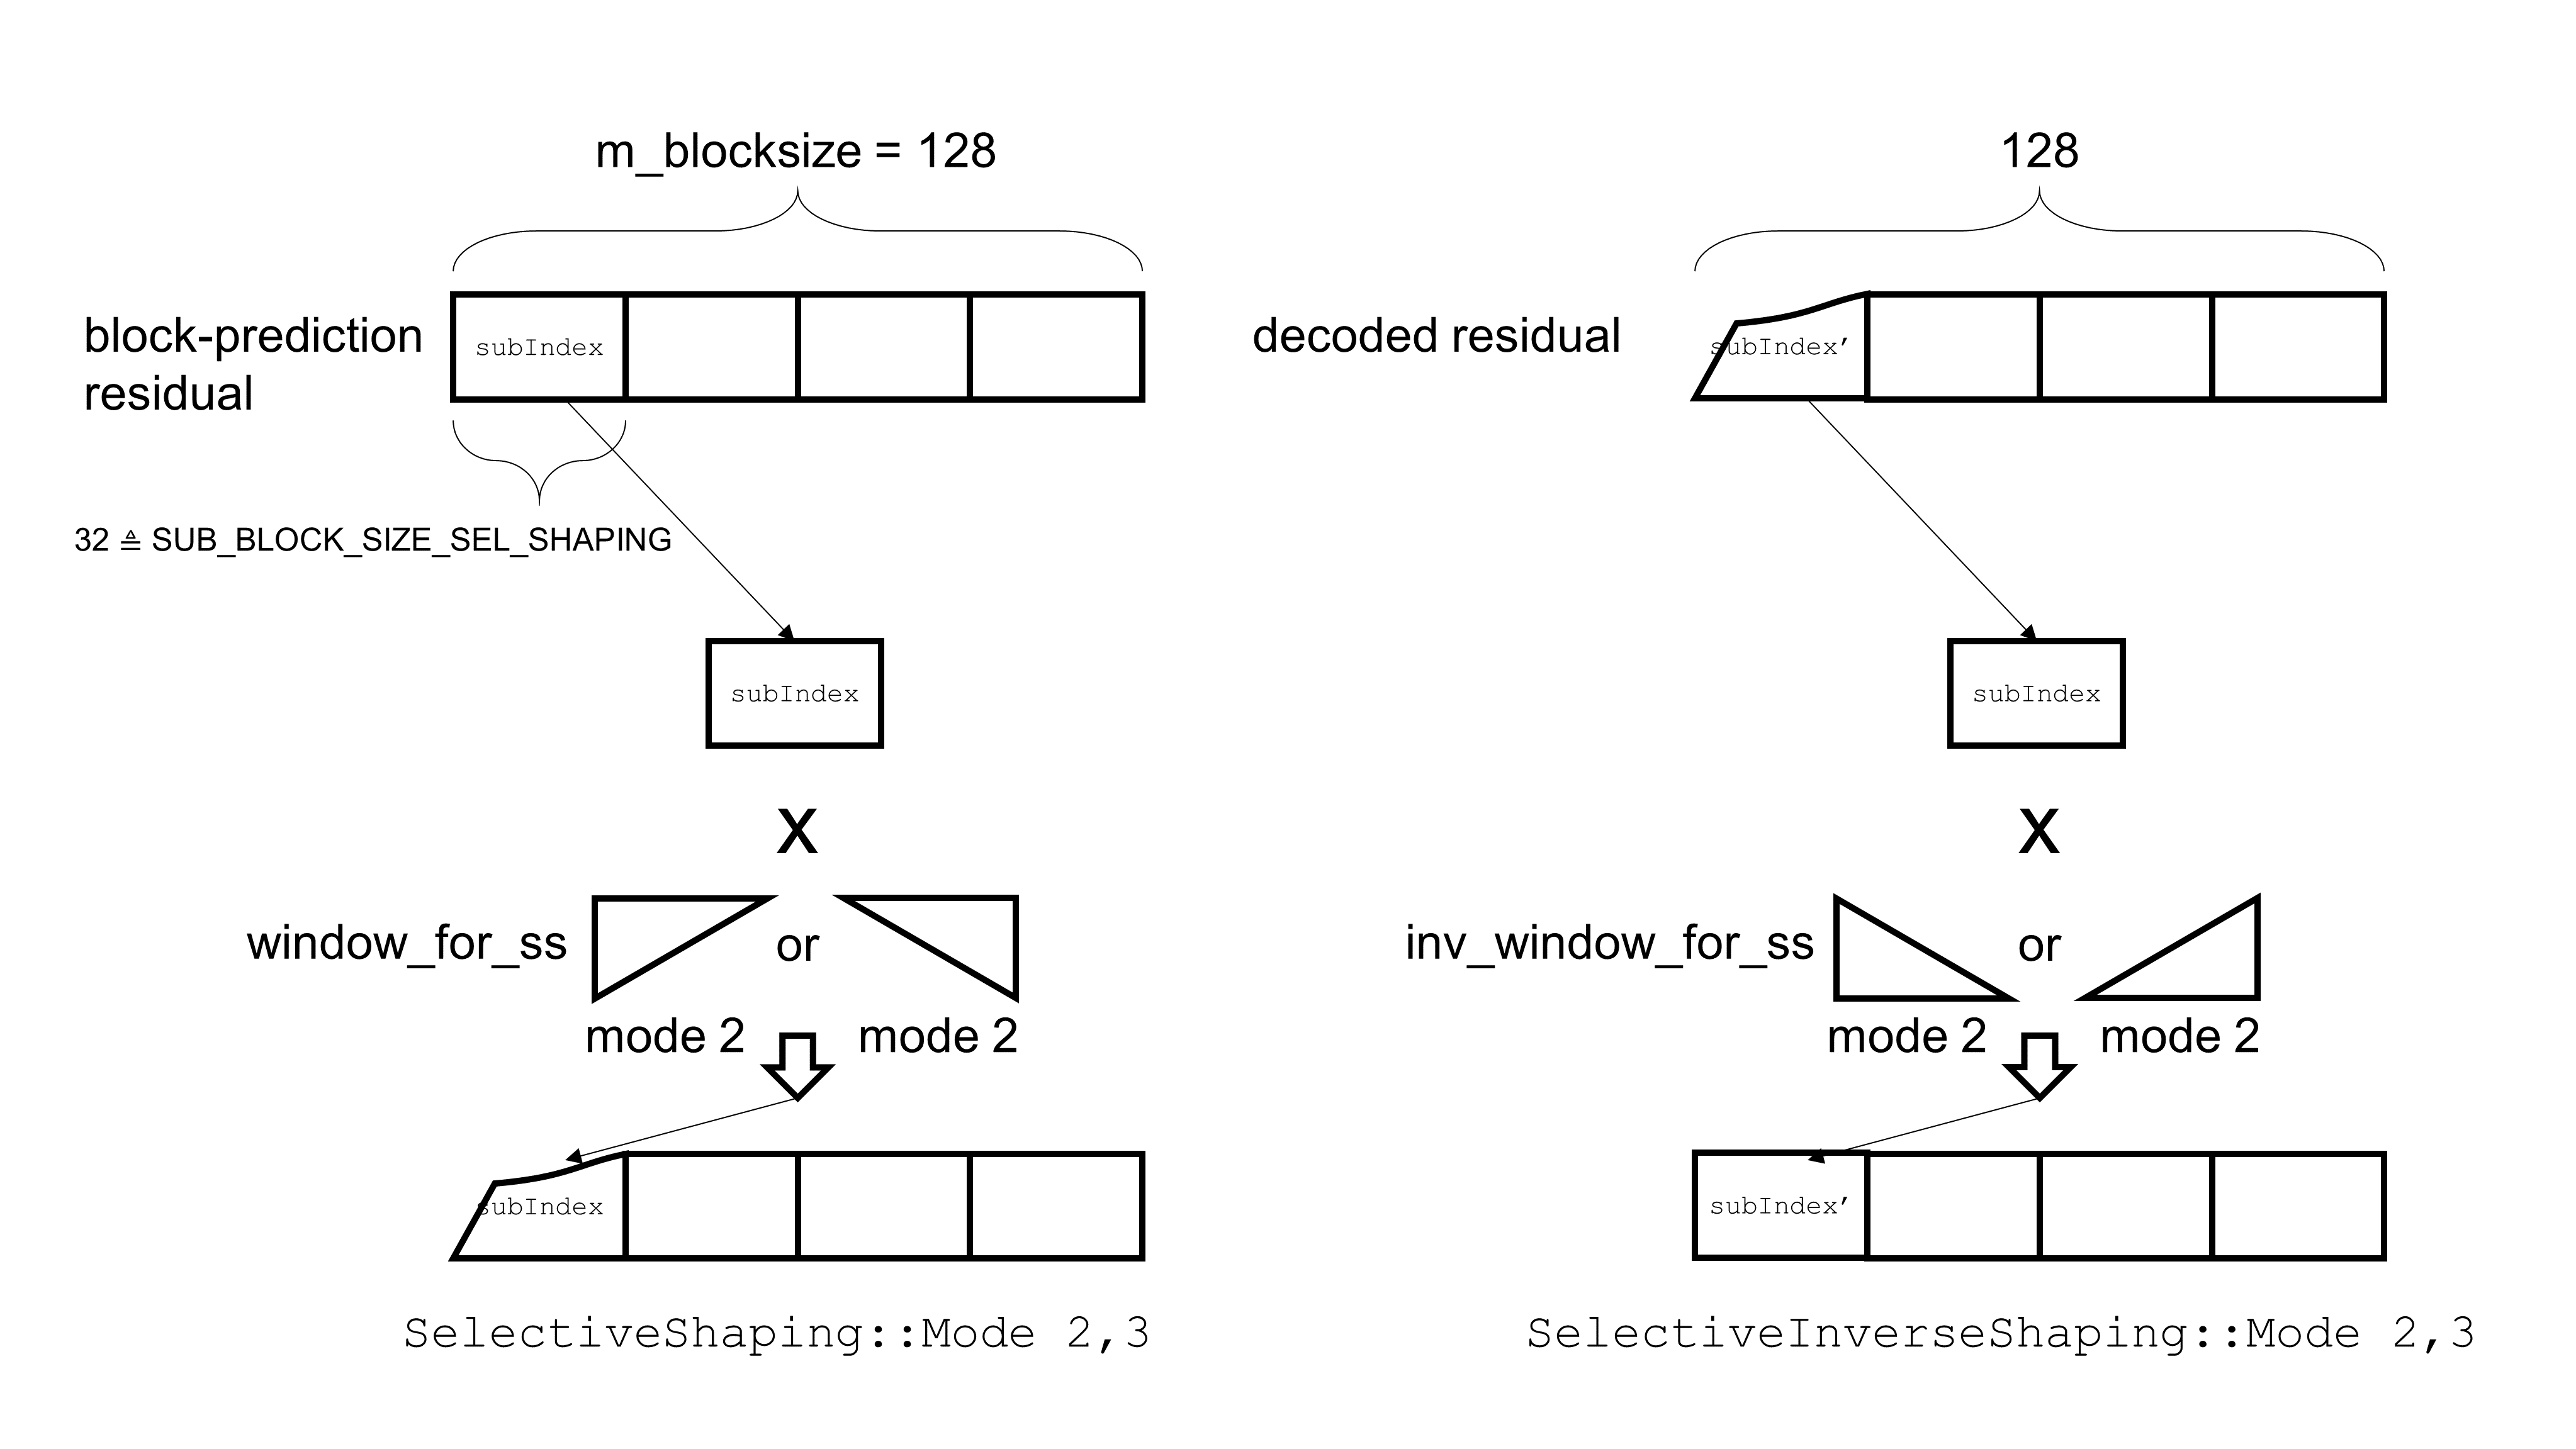 m_blocksize = 128
block-prediction
residual
subIndex
32 ≙ SUB_BLOCK_SIZE_SEL_SHAPING
subIndex
X
window_for_ss
or
mode 2
mode 2
subIndex
SelectiveShaping::Mode 2,3
128
decoded residual
subIndex’
subIndex
X
inv_window_for_ss
or
mode 2
mode 2
subIndex’
SelectiveInverseShaping::Mode 2,3